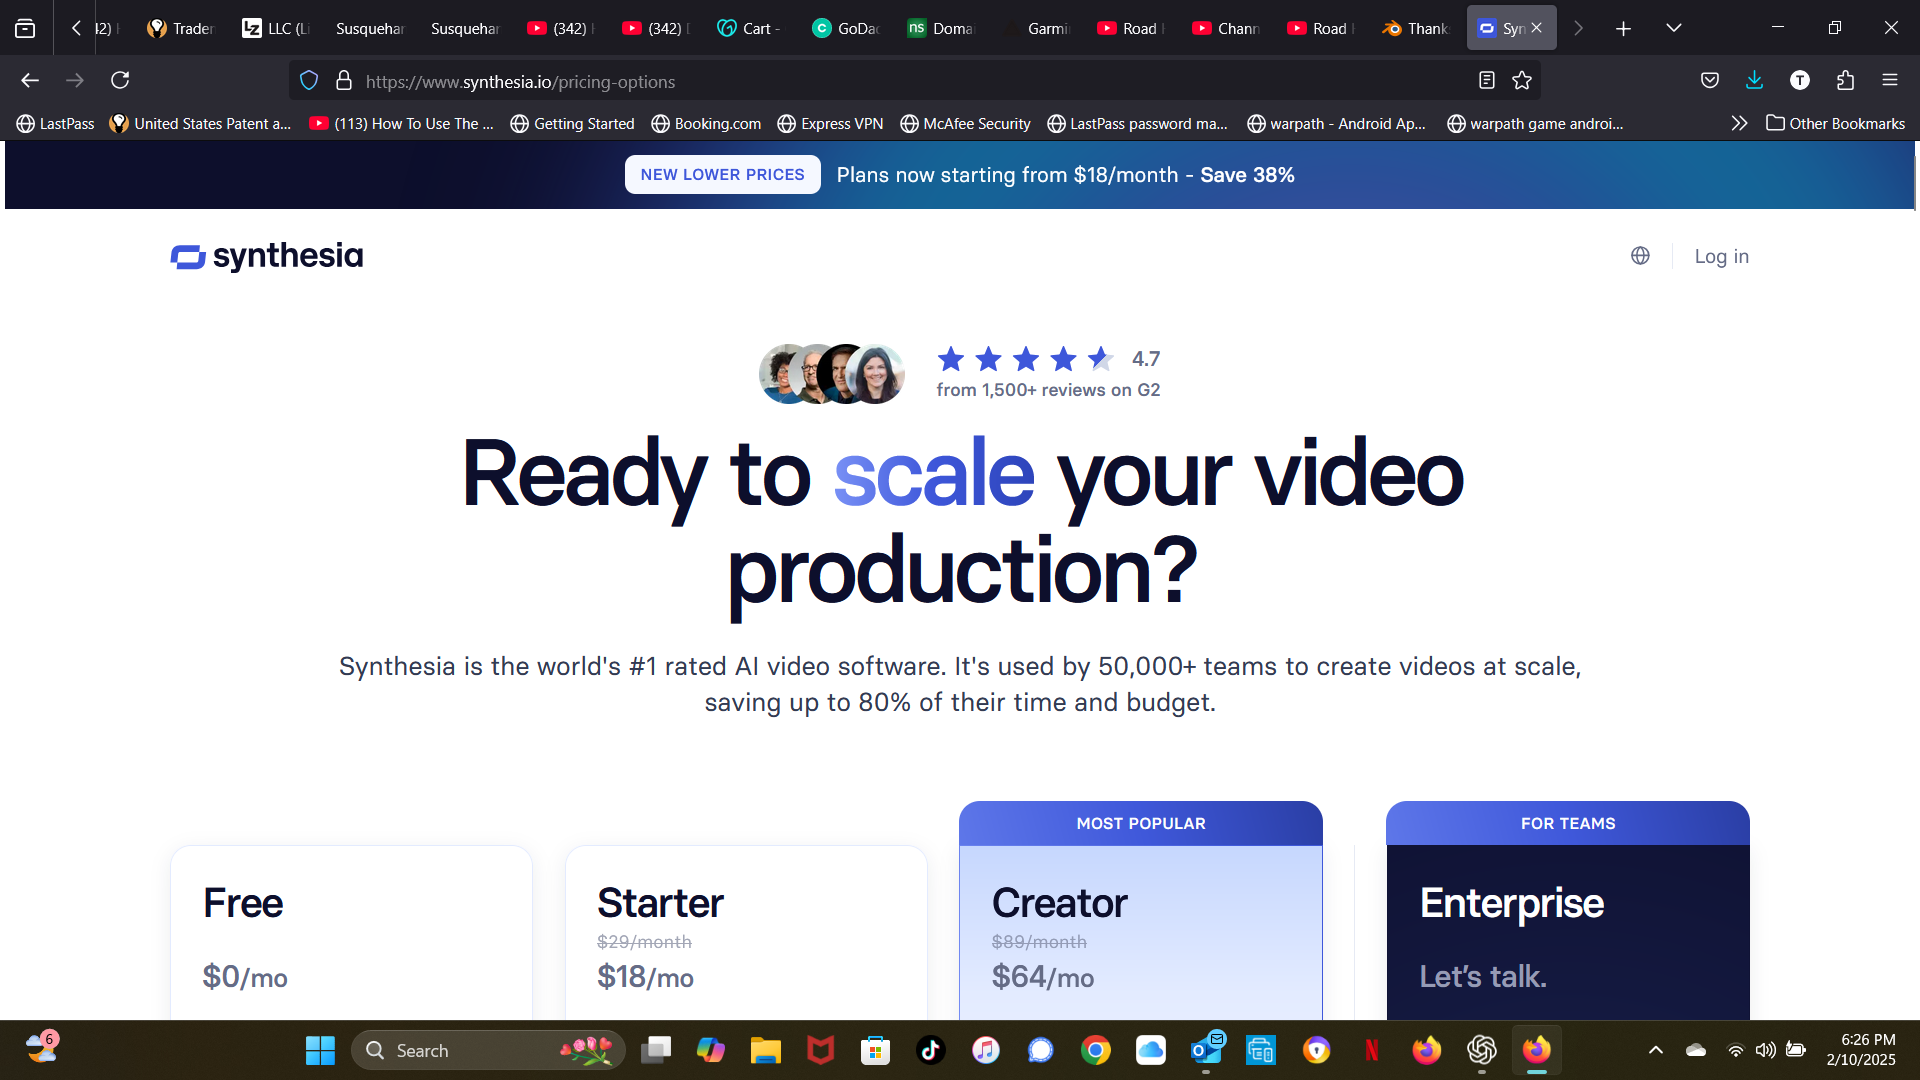 Trader
LLC (Li
Susquehar
Susquehar
(342)
(342)
Cart -
GoDac
Domai
Garmi
Road
Chann
Road
Thank
Syn
https://www.synthesia.io/pricing-options
LastPass
United States Patent a...
(113) How To Use The ...
Getting Started
Booking.com
Express VPN
McAfee Security
LastPass password ma...
warpath - Android Ap...
warpath game androi...
Other Bookmarks
NEW LOWER PRICES Plans now starting from $18/month - Save 38%
synthesia
Log in
4.7
from 1,500+ reviews on G2
Ready to scale your video
production?
Synthesia is the world's #1 rated AI video software. It's used by 50,000+ teams to create videos at scale,
saving up to 80% of their time and budget.
MOST POPULAR
FOR TEAMS
Free
$0/mo
Starter
$29/month
$18/mo
Creator
$89/month
$64/mo
Enterprise
Let's talk.
6
Search
6:26 PM
2/10/2025